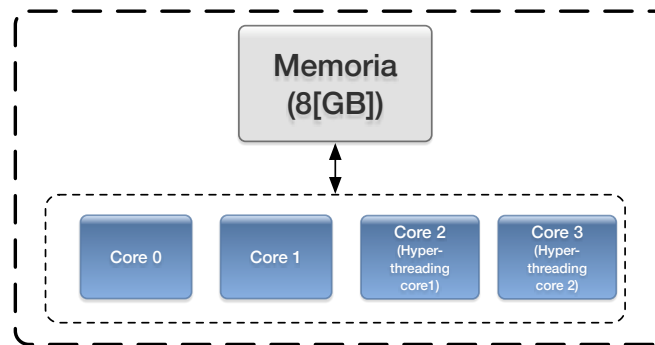 Memoria
(8[GB])
Core 0
Core 1
Core 2
(Hyper-
threading
core1)
Core 3
(Hyper-
threading
core 2)